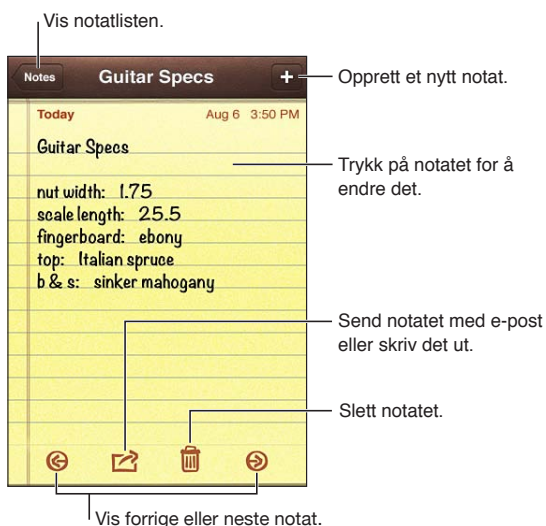 Vis notatlisten.
Notes
Guitar Specs
+
Opprett et nytt notat.
Today
Aug 6 3:50 PM
Guitar Specs
Trykk på notatet for å
endre det.
nut width: 1.75
scale length: 25.5
fingerboard: ebony
top: Italian spruce
b & s: sinker mahogany
Send notatet med e-post
eller skriv det ut.
Slett notatet.
Vis forrige eller neste notat.